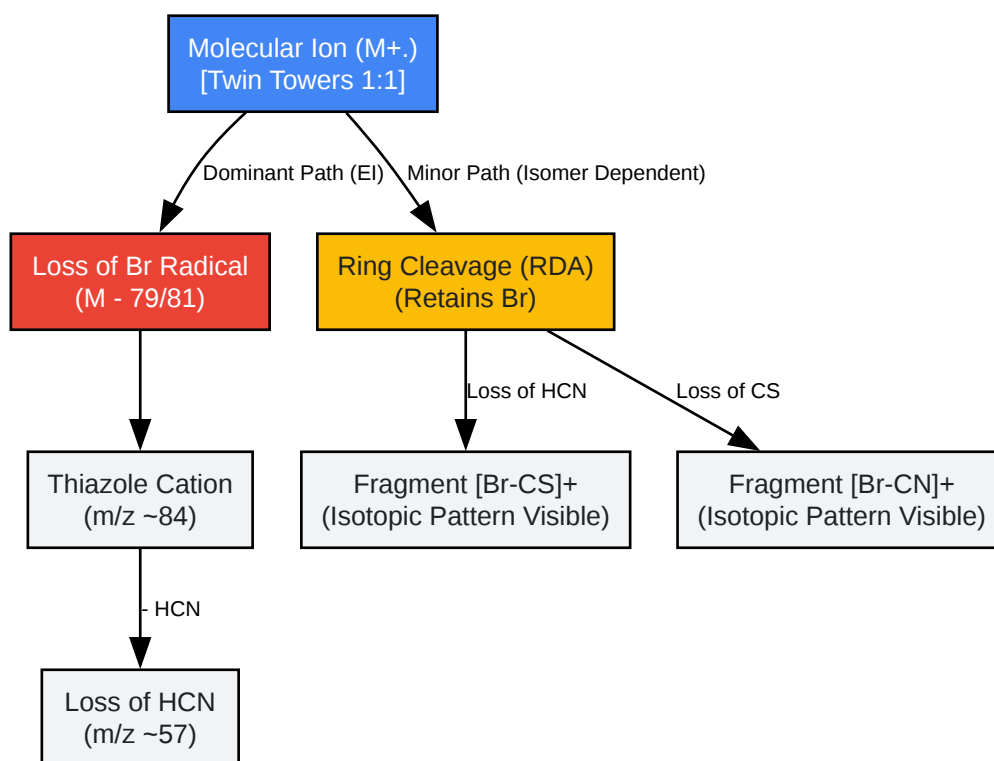 Molecular Ion (M+.)
[Twin Towers 1:1]
Dominant Path (EI)
Minor Path (Isomer Dependent)
Loss of Br Radical
(M - 79/81)
Ring Cleavage (RDA)
(Retains Br)
Loss of HCN
Loss of CS
Thiazole Cation
(m/z ~84)
Fragment [Br-CS]+
(Isotopic Pattern Visible)
Fragment [Br-CN]+
(Isotopic Pattern Visible)
- HCN
Loss of HCN
(m/z ~57)